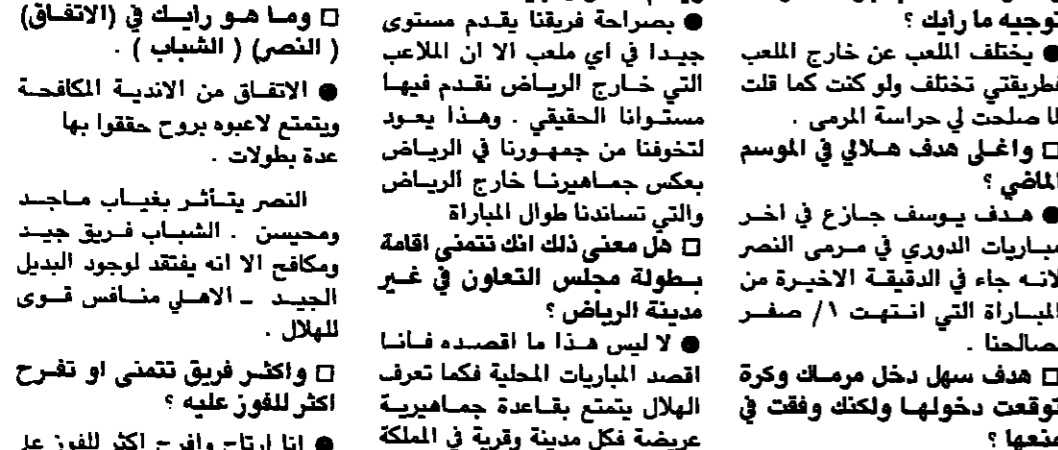 توجيه ما رايك ؟
● يختلف الملعب عن خارج الملعب
فطريقتي تختلف ولو كنت كما قلت
لما صلحت لي حراسة المرمى .
□ واغلى هدف هلالي في الموسم
الماضي ؟
● هدف يوسف جازع في اخر
مباريات الدوري في مرمى النصر
لانه جاء في الدقيقة الاخيرة من
المباراة التي انتهت ١/ صفر
لصالحنا .
□ هدف سهل دخل مرماك وكرة
توقعت دخولها ولكنك وفقت في
منعها ؟
● بصراحة فريقنا يقدم مستوى
جيدا في اي ملعب الا ان الملاعب
التي خارج الرياض نقدم فيها
مستوانا الحقيقي . وهذا يعود
لتخوفنا من جمهورنا في الرياض
بعكس جماهيرنا خارج الرياض
والتي تساندنا طوال المباراة
□ هل معنى ذلك انك تتمنى اقامة
بطولة مجلس التعاون في غير
مدينة الرياض ؟
● لا ليس هذا ما اقصده فانا
اقصد المباريات المحلية فكما تعرف
الهلال يتمتع بقاعدة جماهيرية
عريضة فكل مدينة وقرية في المملكة
□ وما هو رايك في (الاتفاق)
( النصر) ( الشباب ) .
● الاتفاق من الاندية المكافحة
ويتمتع لاعبوه بروح حققوا بها
عدة بطولات .
النصر يتأثر بغياب ماجد
ومحيسن . الشباب فريق جيد
ومكافح الا انه يفتقد لوجود البديل
الجيد ـ الاهلي منافس قوى
للهلال .
□ واكثر فريق تتمنى او تفرح
اكثر للفوز عليه ؟
● انا ارتاح وافرح اكثر للفوز على